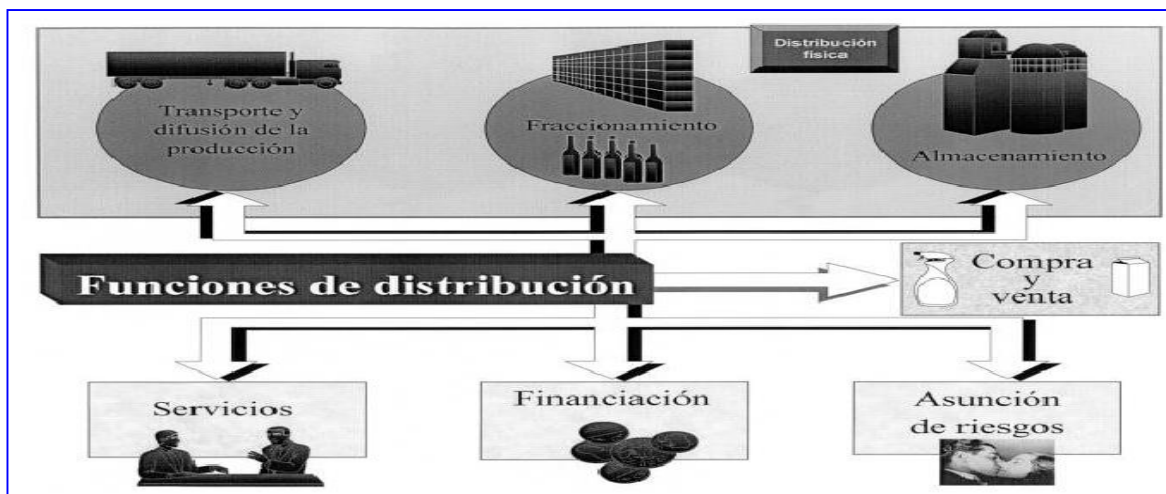 Distribución
física
Transporte y
difusión de la
producción
Fraccionamiento
Almacenamiento
Funciones de distribución
Compra
y
venta
Servicios
Financiación
Asunción
de riesgos